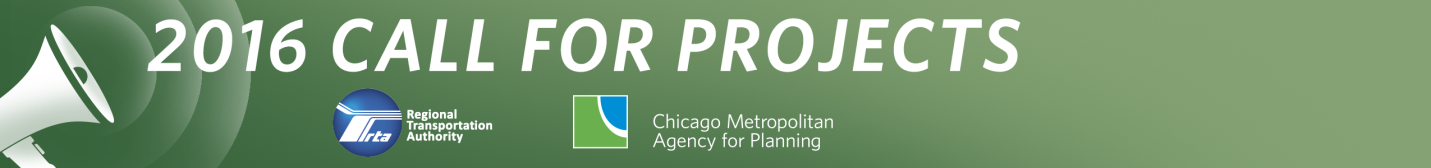 2016 CALL FOR PROJECTS
rta
Regional
Transportation
Authority
Chicago Metropolitan
Agency for Planning